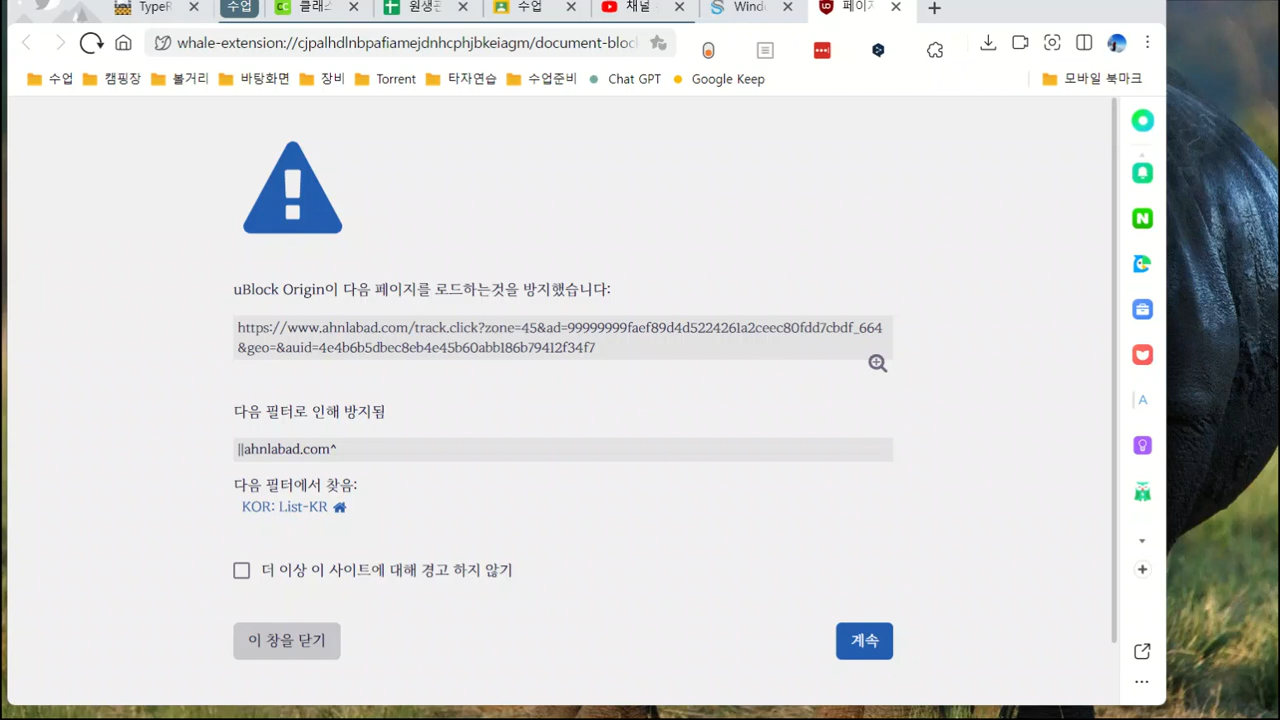 TypeR
수업
클래스
원생관
수업
채널
Windo
페이지
whale-extension://cjpalhdlnbpafiamejdnhcphjbkeiagm/document-bloc
수업 캠핑장 볼거리 바탕화면 장비 Torrent 타자연습 수업준비 Chat GPT Google Keep 모바일 북마크
uBlock Origin이 다음 페이지를 로드하는것을 방지했습니다:
https://www.ahnlabad.com/track.click?zone=45&ad=99999999faef89d4d5224261a2ceec80fdd7cbdf_664
&geo=&auid=4e4b6b5dbec8eb4e45b60abb186b79412f34f7
다음 필터로 인해 방지됨
||ahnlabad.com^
다음 필터에서 찾음:
KOR: List-KR
더 이상 이 사이트에 대해 경고 하지 않기
이 창을 닫기
계속